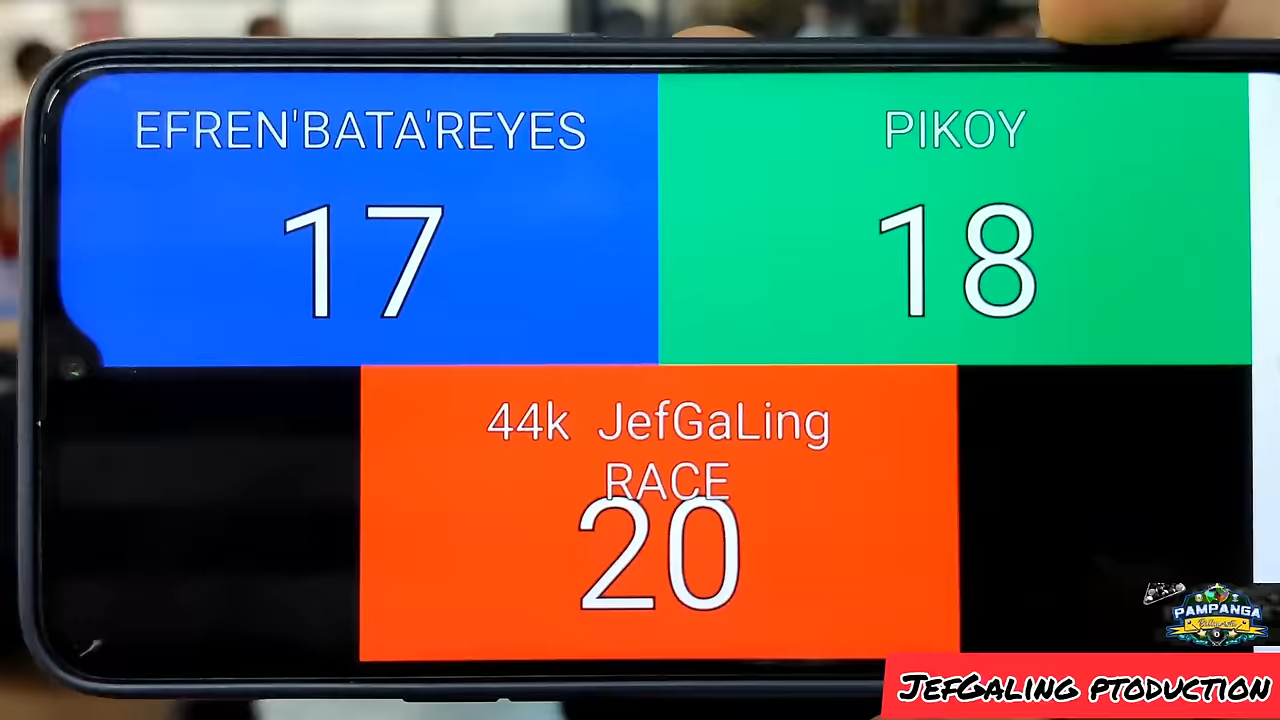 EFREN'BATA'REYES
17
PIKOY
18
44k JefGaLing
RACE
20
PAMPANGA
JEFGALING PTODUCTION